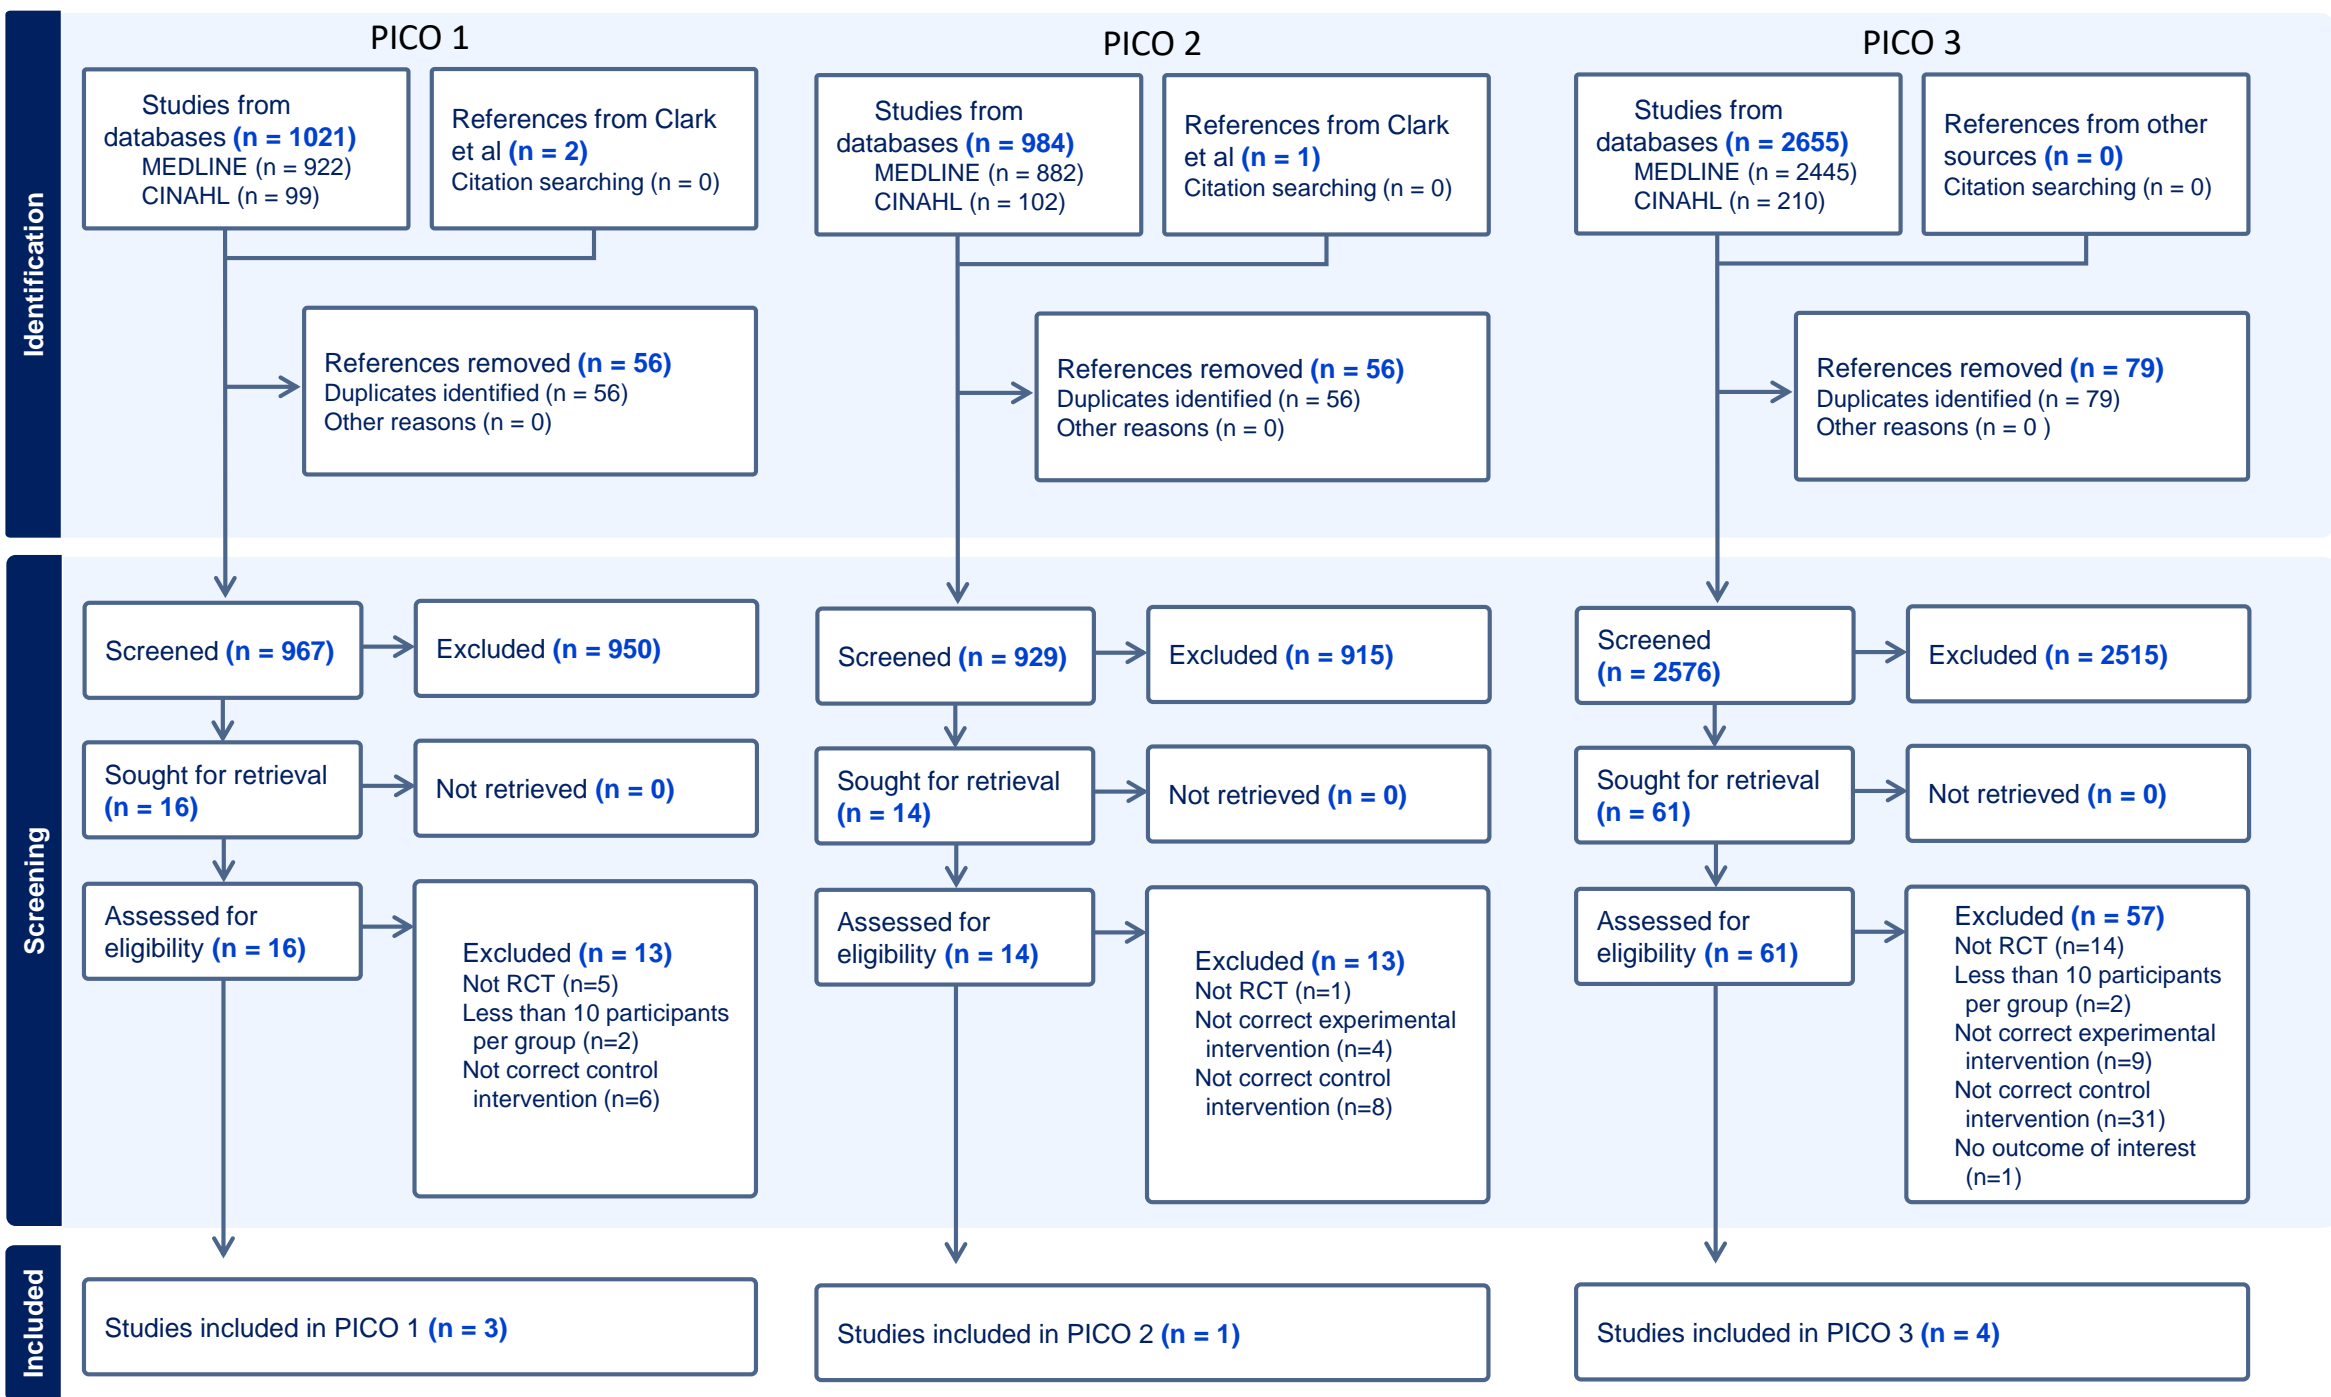 PICO 1
Studies from
databases (n = 1021)
MEDLINE (n = 922)
CINAHL (n = 99)
References from Clark
et al (n = 2)
Citation searching (n = 0)
References removed (n = 56)
Duplicates identified (n = 56)
Other reasons (n = 0)
PICO 2
Studies from
databases (n = 984)
MEDLINE (n = 882)
CINAHL (n = 102)
References from Clark
et al (n = 1)
Citation searching (n = 0)
References removed (n = 56)
Duplicates identified (n = 56)
Other reasons (n = 0)
PICO 3
Studies from
databases (n = 2655)
MEDLINE (n = 2445)
CINAHL (n = 210)
References from other
sources (n = 0)
Citation searching (n = 0)
References removed (n = 79)
Duplicates identified (n = 79)
Other reasons (n = 0 )
Identification
Screened (n = 967)
Excluded (n = 950)
Sought for retrieval
(n = 16)
Not retrieved (n = 0)
Assessed for
eligibility (n = 16)
Excluded (n = 13)
Not RCT (n=5)
Less than 10 participants
per group (n=2)
Not correct control
intervention (n=6)
Screened (n = 929)
Excluded (n = 915)
Sought for retrieval
(n = 14)
Not retrieved (n = 0)
Assessed for
eligibility (n = 14)
Excluded (n = 13)
Not RCT (n=1)
Not correct experimental
intervention (n=4)
Not correct control
intervention (n=8)
Screened
(n = 2576)
Excluded (n = 2515)
Sought for retrieval
(n = 61)
Not retrieved (n = 0)
Assessed for
eligibility (n = 61)
Excluded (n = 57)
Not RCT (n=14)
Less than 10 participants
per group (n=2)
Not correct experimental
intervention (n=9)
Not correct control
intervention (n=31)
No outcome of interest
(n=1)
Screening
Studies included in PICO 1 (n = 3)
Studies included in PICO 2 (n = 1)
Studies included in PICO 3 (n = 4)
Included